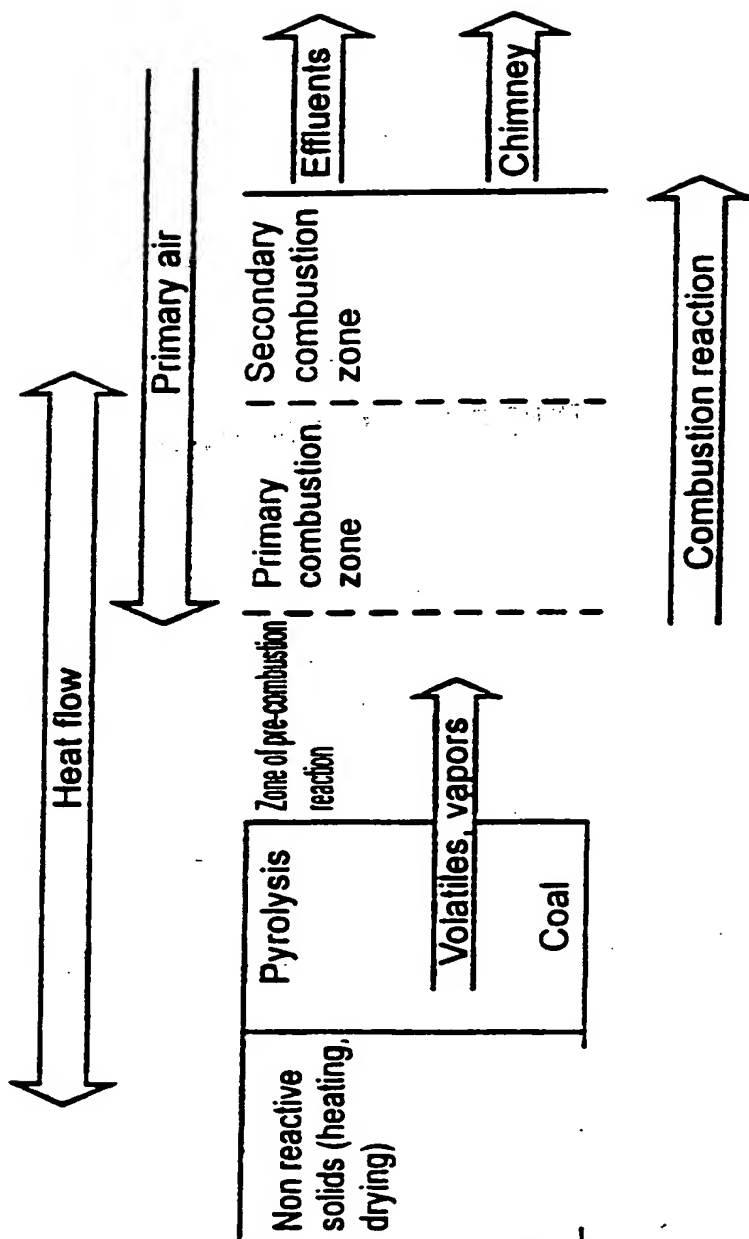 Heat flow
Primary air
Non reactive
solids (heating,
drying)
Pyrolysis
Zone of pre-combustion
reaction
Primary
combustion
zone
Secondary
combustion
zone
Effluents
Volatiles, vapors
Coal
Chimney
Combustion reaction